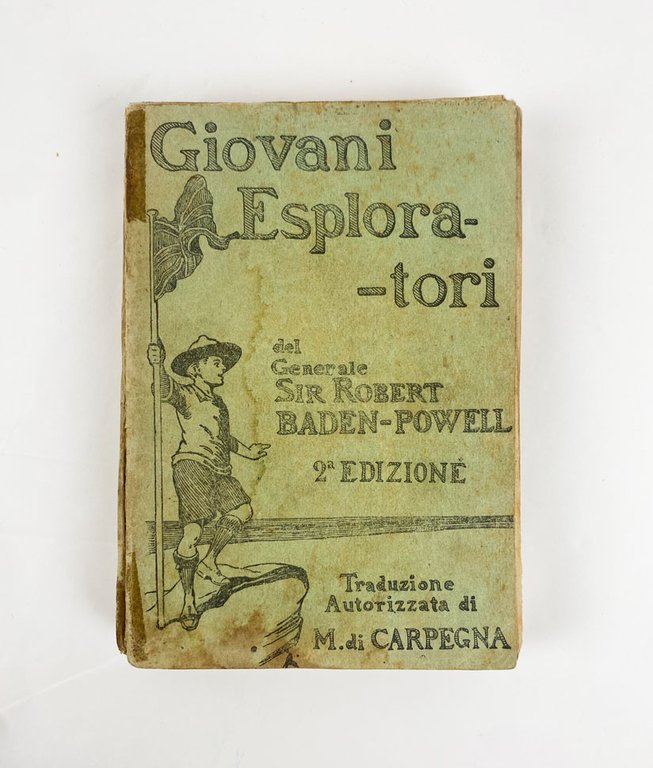 Giovani
Esplora-
-tori
del
Generale
SIR ROBERT
BADEN-POWELL
2ª EDIZIONE
Traduzione
Autorizzata di
M. di CARPEGNA